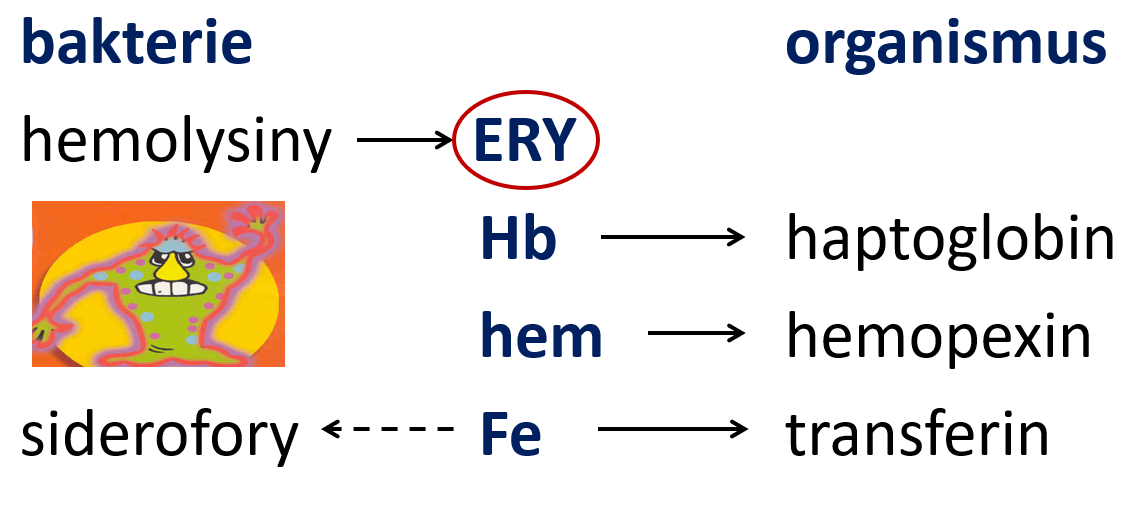 bakterie organismus
hemolysiny ERY
Hb haptoglobin
hem hemopexin
siderofory Fe transferin